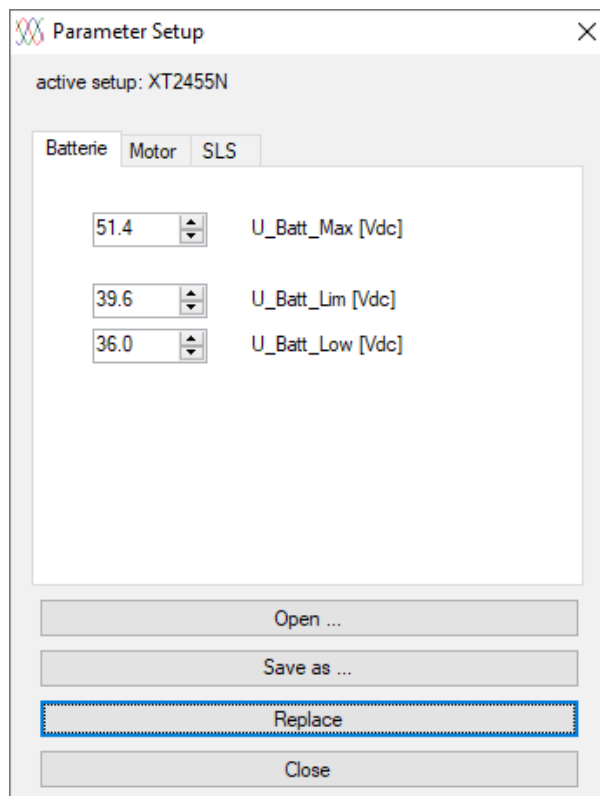 Parameter Setup
active setup: XT2455N
Batterie Motor SLS
51.4 U_Batt_Max [Vdc]
39.6 U_Batt_Lim [Vdc]
36.0 U_Batt_Low [Vdc]
Open ...
Save as ...
Replace
Close